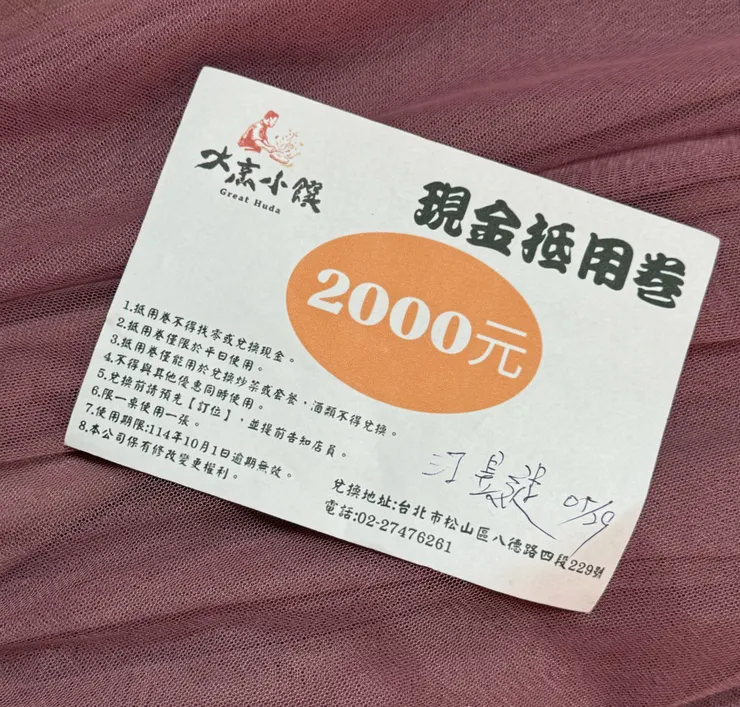 大烹小饌
Great Huda
現金抵用卷
2000元
1.抵用卷不得找零或兌換現金。
2.抵用卷僅限於平日使用。
3.抵用卷僅能用於兌換炒菜或套餐,酒類不得兌換。
4.不得與其他優惠同時使用。
5.兌換前請預先【訂位】,並提前告知店員。
6.限一桌使用一張。
7.使用期限:114年10月1日逾期無效。
8.本公司保有修改變更權利。
05/29
兌換地址:台北市松山區八德路四段229號
電話:02-27476261